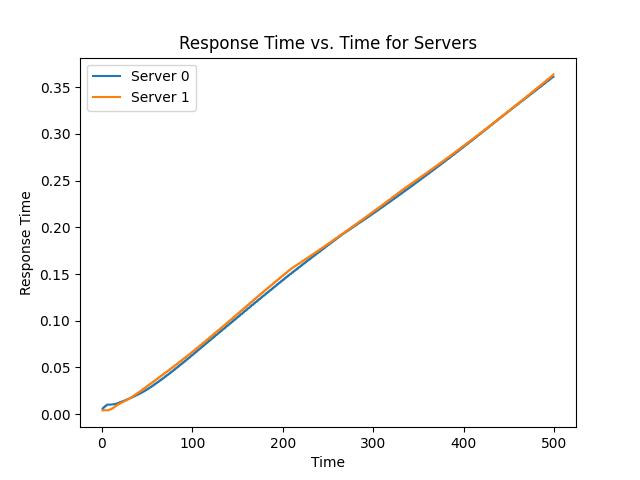 Response Time vs. Time for Servers
Server 0
Server 1
0.35
0.30
0.25
0.20
0.15
0.10
0.05
0.00
Response Time
0 100 200 300 400 500
Time